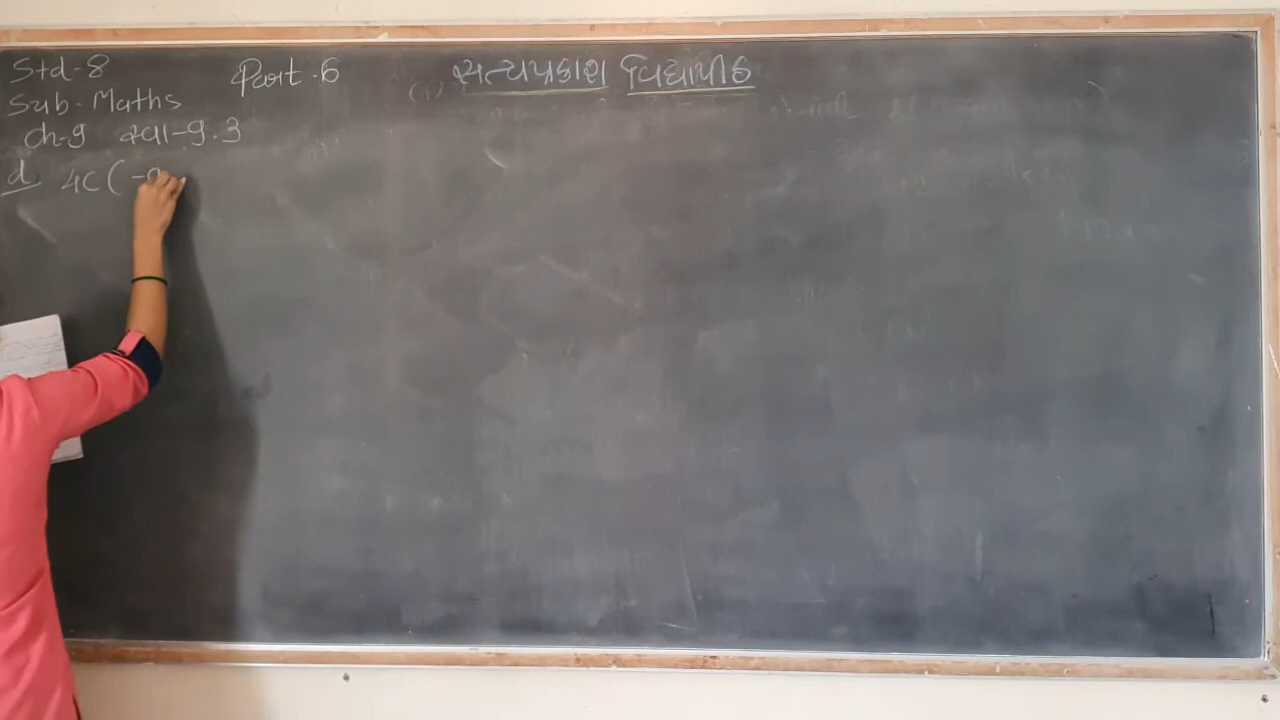 Std-8
Part-6
સત્યપ્રકાશ વિદ્યાપીઠ
Sub-Maths
Ch-9 સ્વા-9.3
d 4C(-a